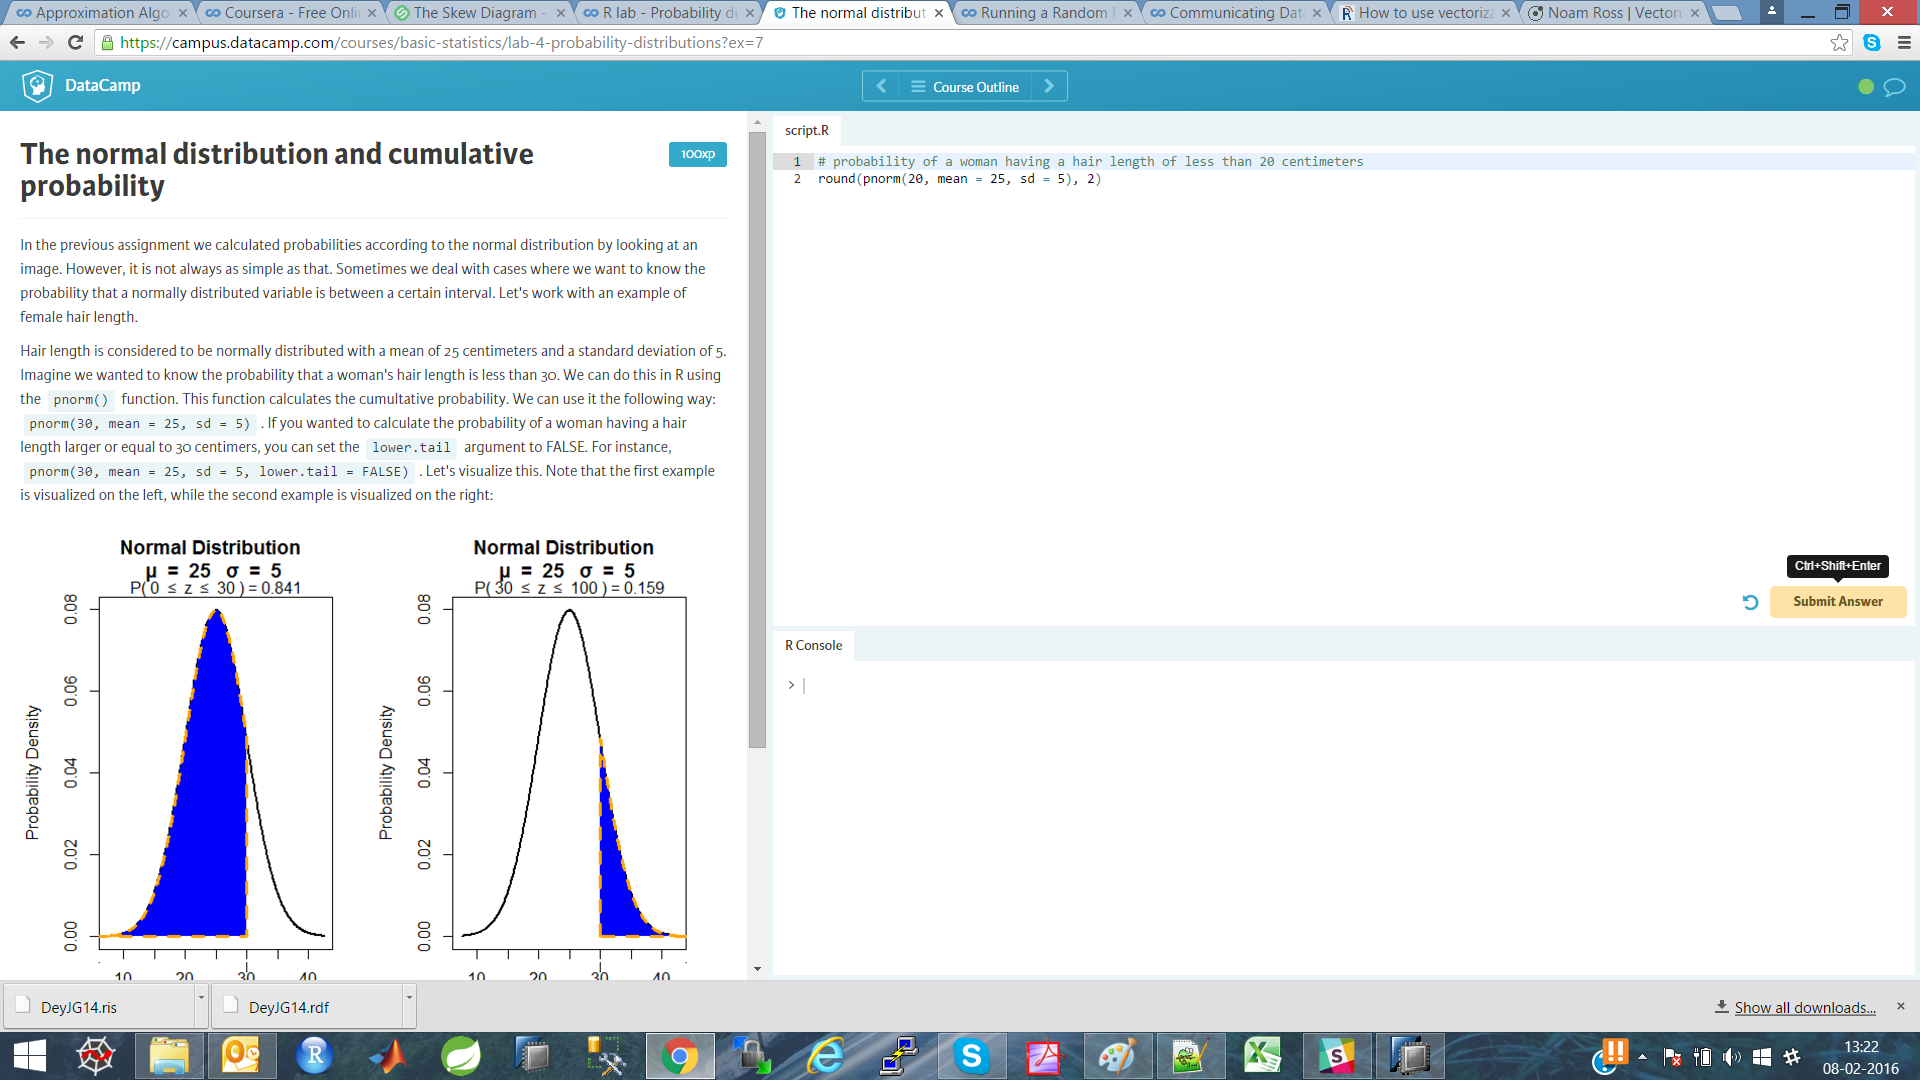 Approximation Algo
Coursera - Free Onli
The Skew Diagram -
R lab - Probability di
The normal distribut
Running a Random F
Communicating Dat
How to use vectoriza
Noam Ross | Vectori
https://campus.datacamp.com/courses/basic-statistics/lab-4-probability-distributions?ex=7
DataCamp
Course Outline
The normal distribution and cumulative
probability
100xp
In the previous assignment we calculated probabilities according to the normal distribution by looking at an
image. However, it is not always as simple as that. Sometimes we deal with cases where we want to know the
probability that a normally distributed variable is between a certain interval. Let's work with an example of
female hair length.
Hair length is considered to be normally distributed with a mean of 25 centimeters and a standard deviation of 5.
Imagine we wanted to know the probability that a woman's hair length is less than 30. We can do this in R using
the pnorm() function. This function calculates the cumultative probability. We can use it the following way:
pnorm(30, mean = 25, sd = 5) . If you wanted to calculate the probability of a woman having a hair
length larger or equal to 30 centimers, you can set the lower.tail argument to FALSE. For instance,
pnorm(30, mean = 25, sd = 5, lower.tail = FALSE) . Let's visualize this. Note that the first example
is visualized on the left, while the second example is visualized on the right:
Normal Distribution
μ = 25 σ = 5
P( 0 ≤ z ≤ 30 ) = 0.841
Probability Density
0.00
0.02
0.04
0.06
0.08
10 20 30 40
Normal Distribution
μ = 25 σ = 5
P( 30 ≤ z ≤ 100 ) = 0.159
Probability Density
0.00
0.02
0.04
0.06
0.08
10 20 30 40
script.R
1 # probability of a woman having a hair length of less than 20 centimeters
2 round(pnorm(20, mean = 25, sd = 5), 2)
Ctrl+Shift+Enter
Submit Answer
R Console
>
DeyJG14.ris
DeyJG14.rdf
Show all downloads...
13:22
08-02-2016